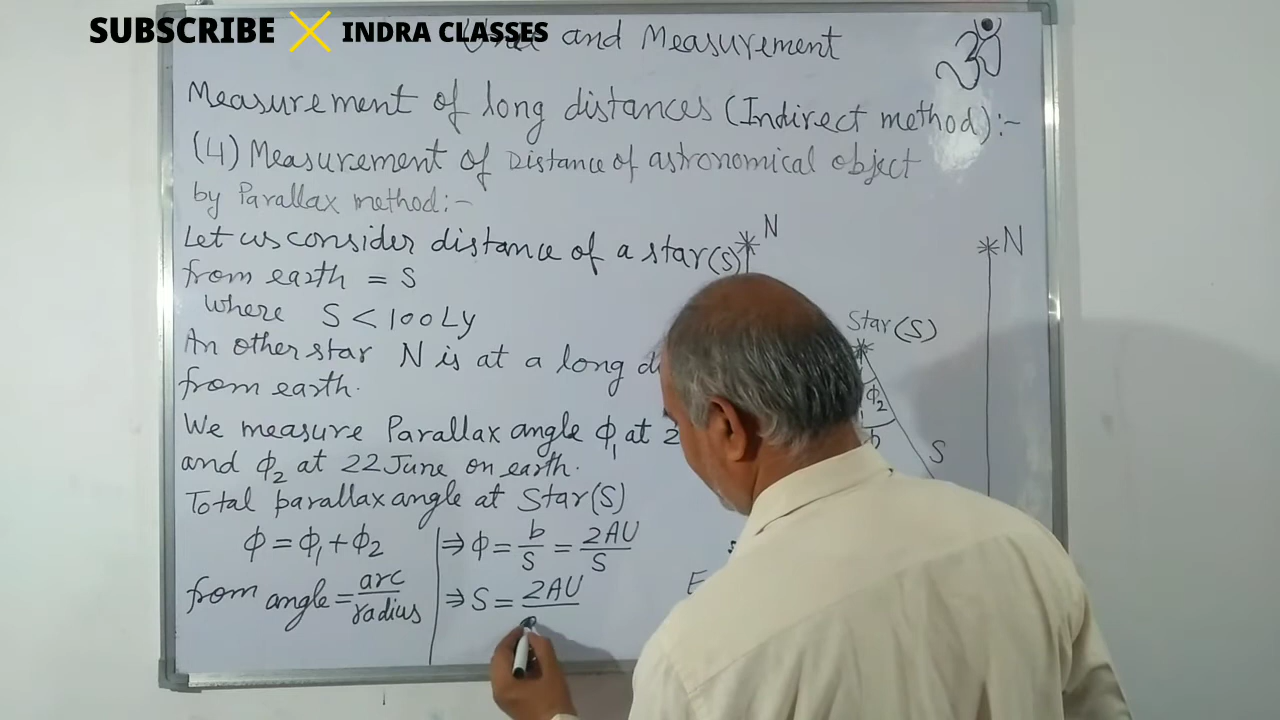 SUBSCRIBE INDRA CLASSES
and Measurement
ॐ
Measurement of long distances (Indirect method):-
(4) Measurement of Distance of astronomical object
by Parallax method:-
Let us consider distance of a star(S)
from earth = S
where S < 100 Ly
An other star N is at a long
from earth.
We measure Parallax angle ϕ₁ at 2
and ϕ₂ at 22 June on earth.
Total parallax angle at Star(S)
ϕ = ϕ₁ + ϕ₂
from angle = arc/radius
⇒ ϕ = b/S = 2AU/S
⇒ S = 2AU/
N
N
Star(S)
ϕ₂
b
S
E